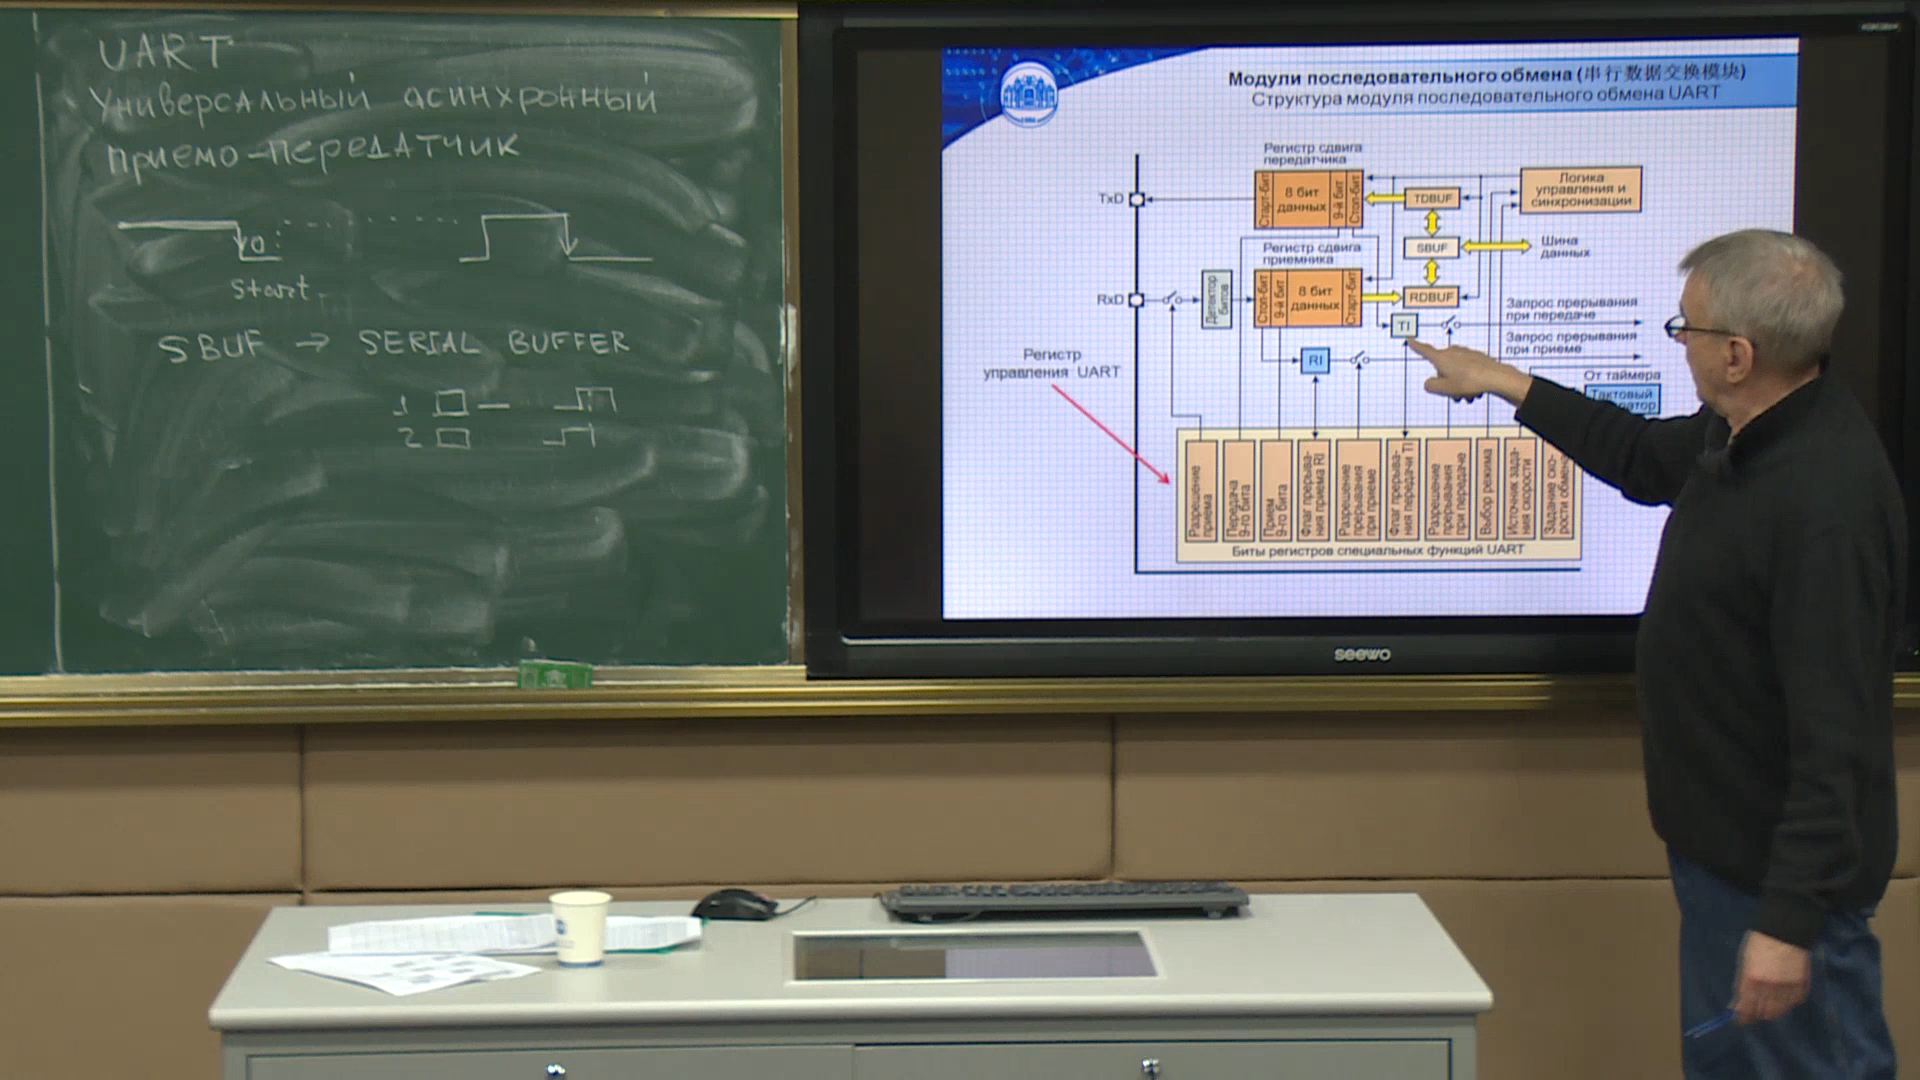 UART
Универсальный асинхронный
приемо-передатчик
0
start
SBUF → SERIAL BUFFER
1
2
Модули последовательного обмена (串行数据交换模块)
Структура модуля последовательного обмена UART
Регистр сдвига
передатчика
TxD
Старт-бит
8 бит
данных
9-й бит
Стоп-бит
TDBUF
Логика
управления и
синхронизации
SBUF
Шина
данных
Регистр сдвига
приемника
RxD
Детектор
битов
Стоп-бит
9-й бит
8 бит
данных
Старт-бит
RDBUF
Запрос прерывания
при передаче
TI
Запрос прерывания
при приеме
RI
Регистр
управления UART
От таймера
Тактовый
Разрешение
приема
Передача
9-го бита
Прием
9-го бита
Флаг прерыва-
ния приема RI
Разрешение
прерывания
при приеме
Флаг прерыва-
ния передачи TI
Разрешение
прерывания
при передаче
Выбор режима
Источник зада-
ния скорости
Задание ско-
рости обмена
Биты регистров специальных функций UART
seewo